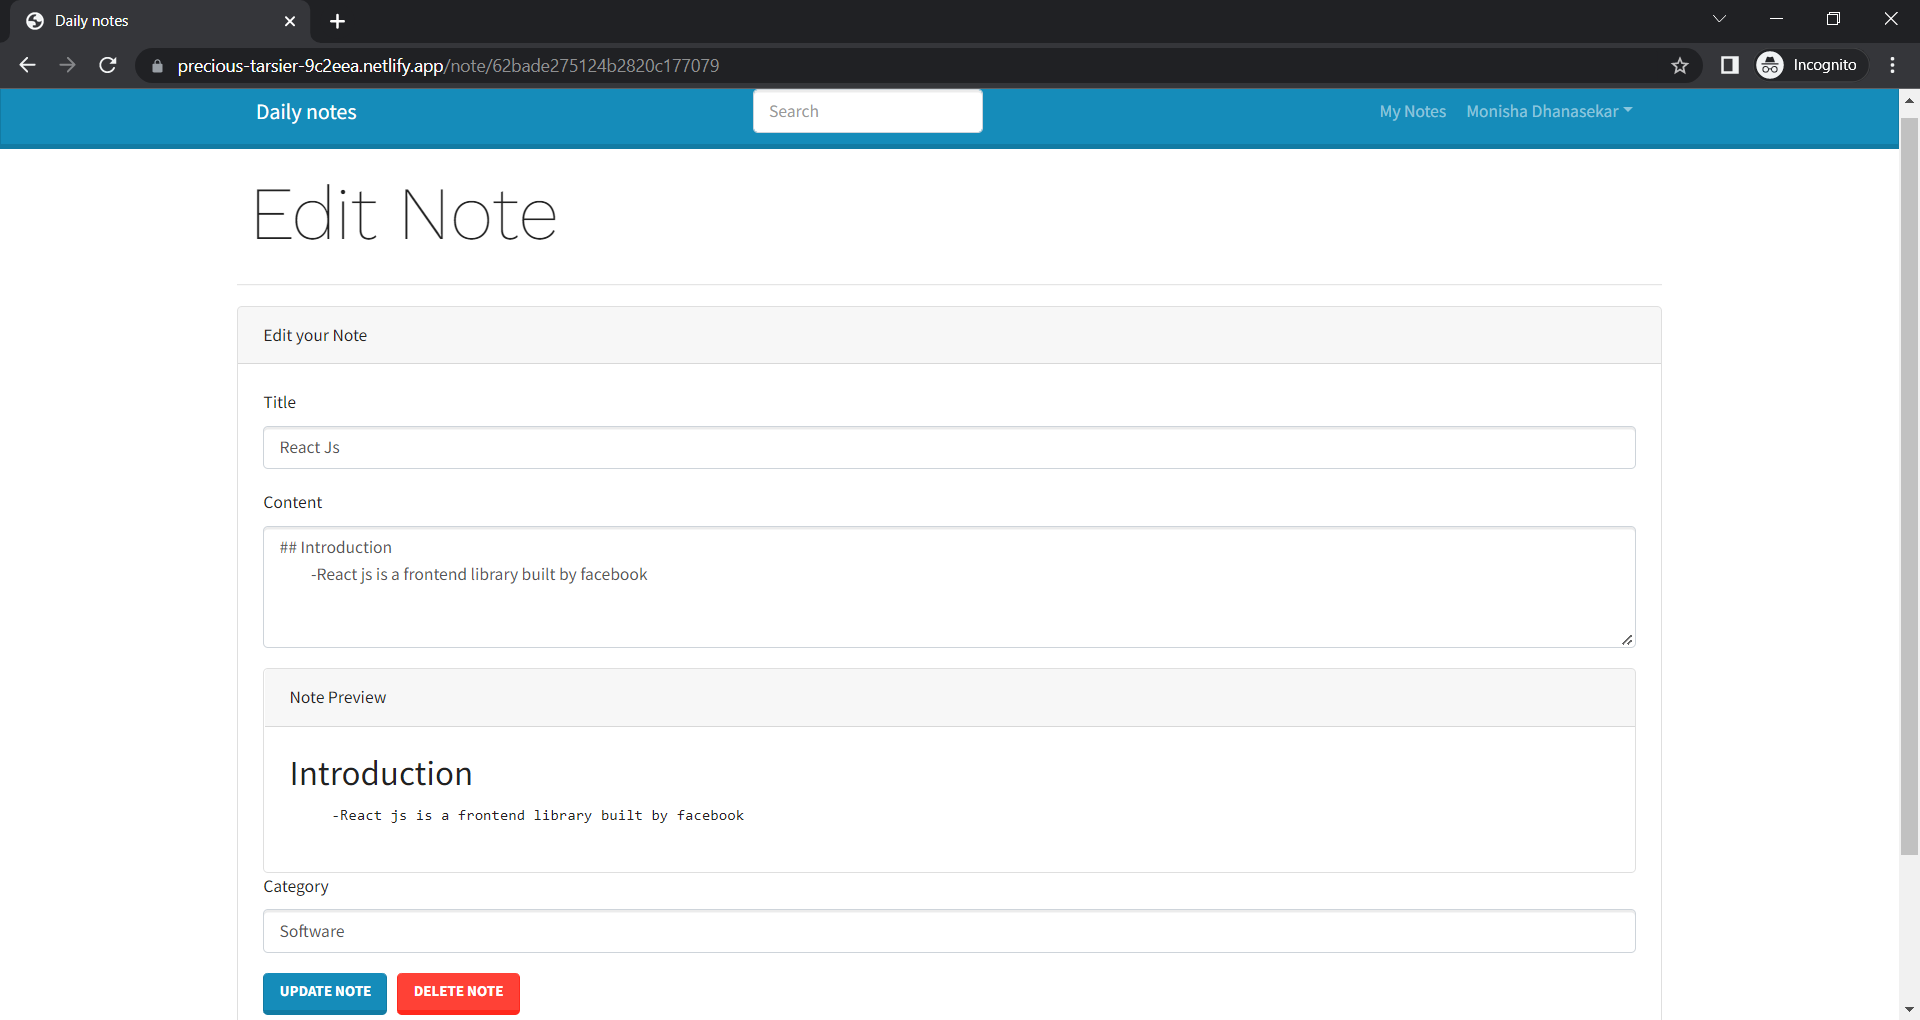 Daily notes
precious-tarsier-9c2eea.netlify.app/note/62bade275124b2820c177079
Incognito
Daily notes
Search
My Notes
Monisha Dhanasekar
Edit Note
Edit your Note
Title
React Js
Content
## Introduction
-React js is a frontend library built by facebook
Note Preview
Introduction
-React js is a frontend library built by facebook
Category
Software
UPDATE NOTE
DELETE NOTE